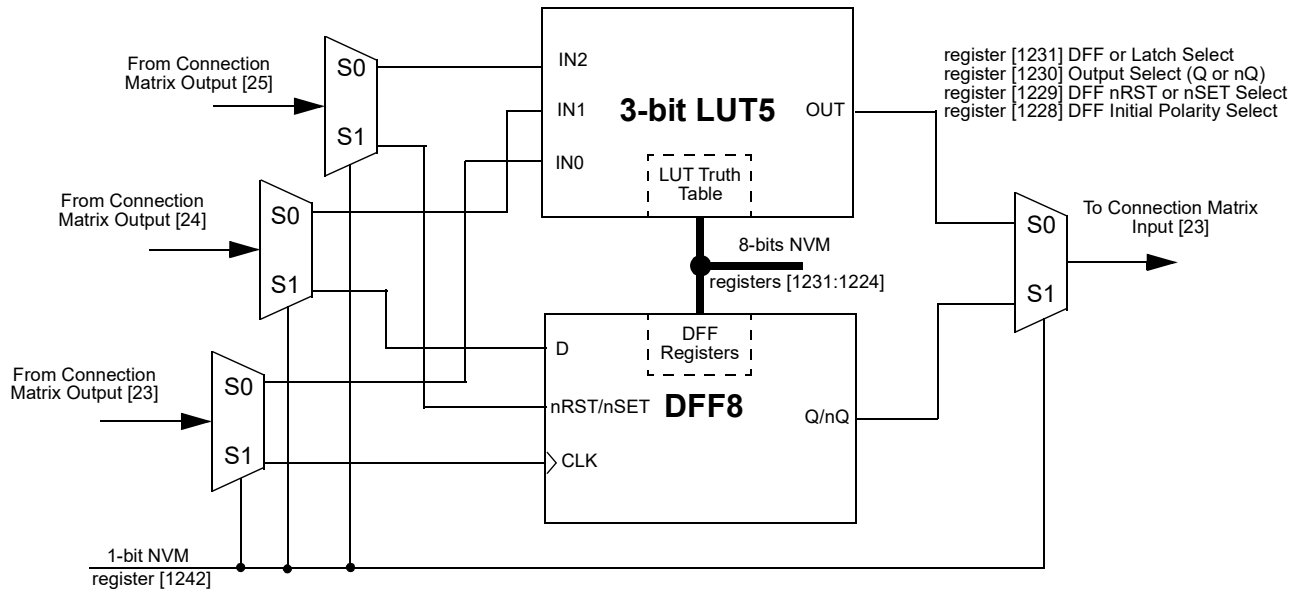 From Connection
Matrix Output [25]
S0
S1
IN2
IN1
IN0
3-bit LUT5
OUT
LUT Truth
Table
register [1231] DFF or Latch Select
register [1230] Output Select (Q or nQ)
register [1229] DFF nRST or nSET Select
register [1228] DFF Initial Polarity Select
From Connection
Matrix Output [24]
S0
S1
8-bits NVM
registers [1231:1224]
S0
S1
To Connection Matrix
Input [23]
From Connection
Matrix Output [23]
S0
S1
D
nRST/nSET
CLK
DFF
Registers
DFF8
Q/nQ
1-bit NVM
register [1242]